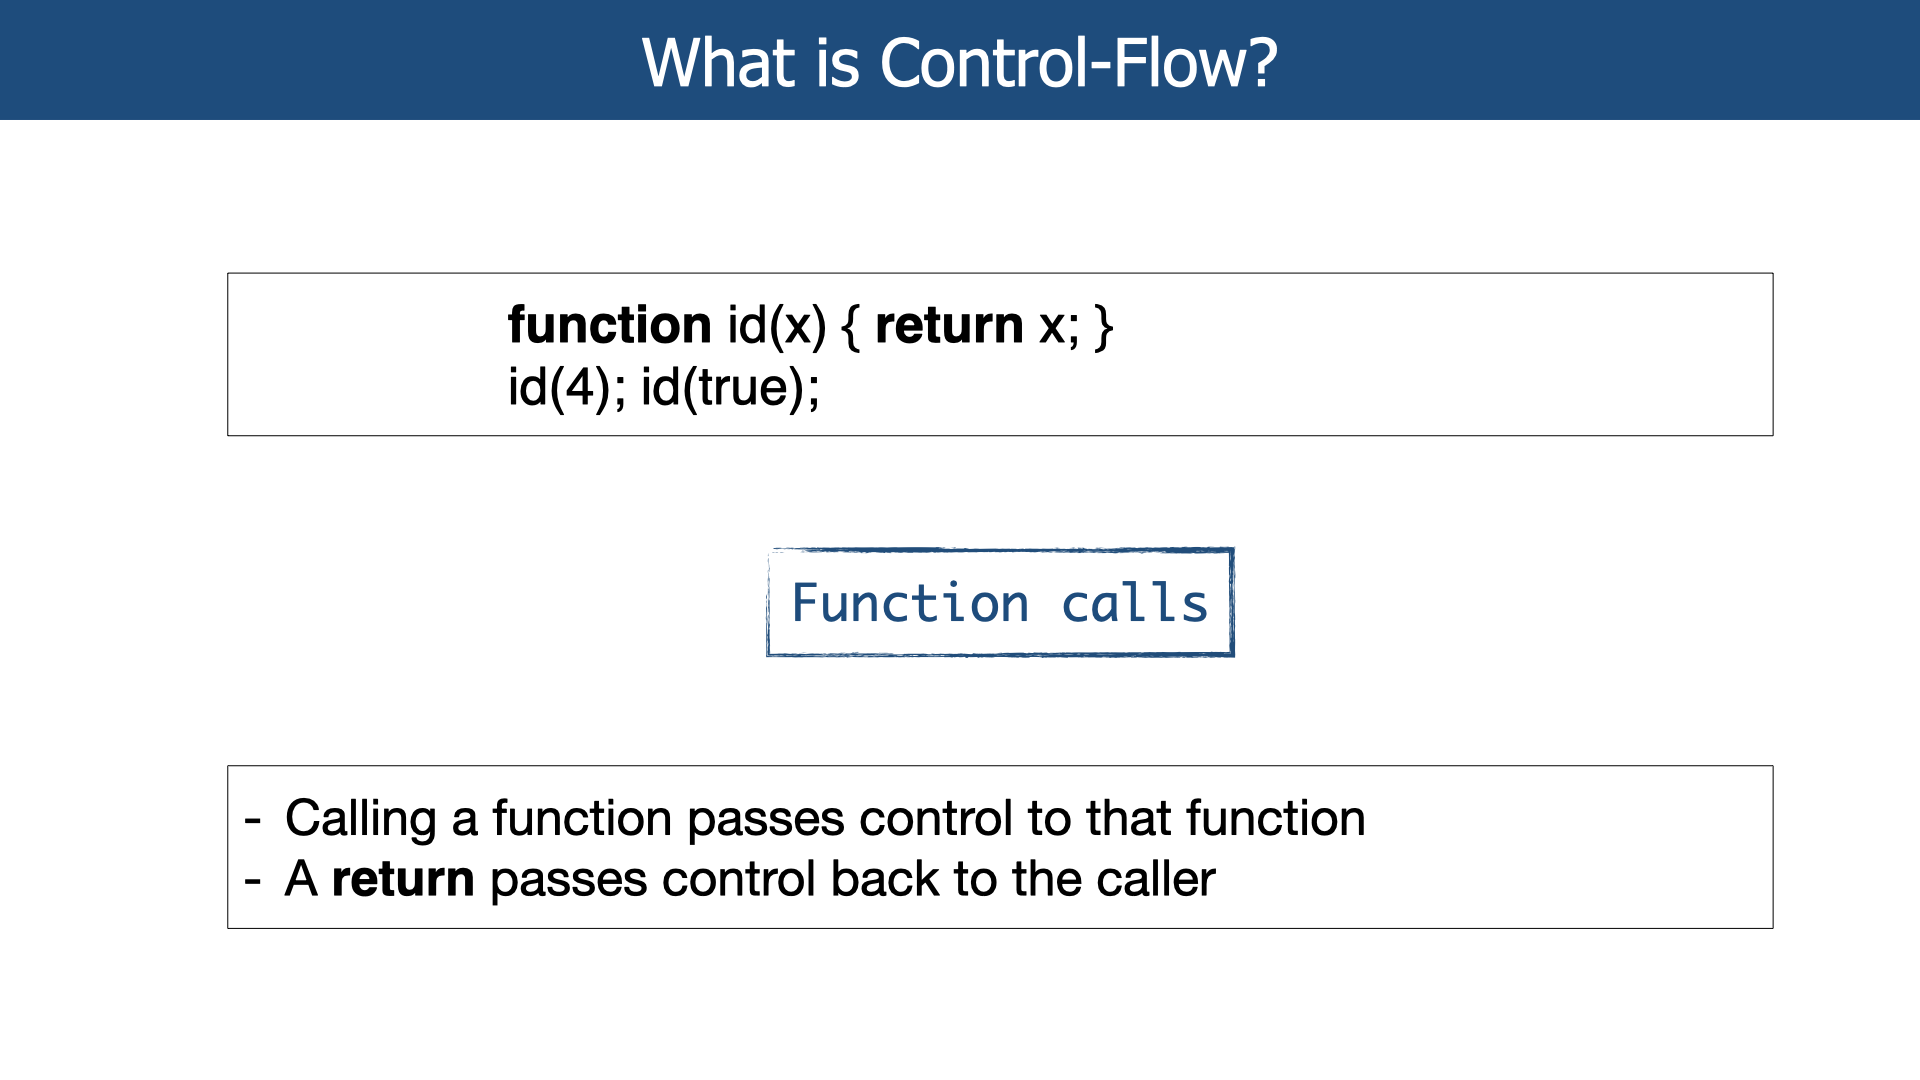 What is Control-Flow?
function id(x) { return x; }
id(4); id(true);
Function calls
- Calling a function passes control to that function
- A return passes control back to the caller